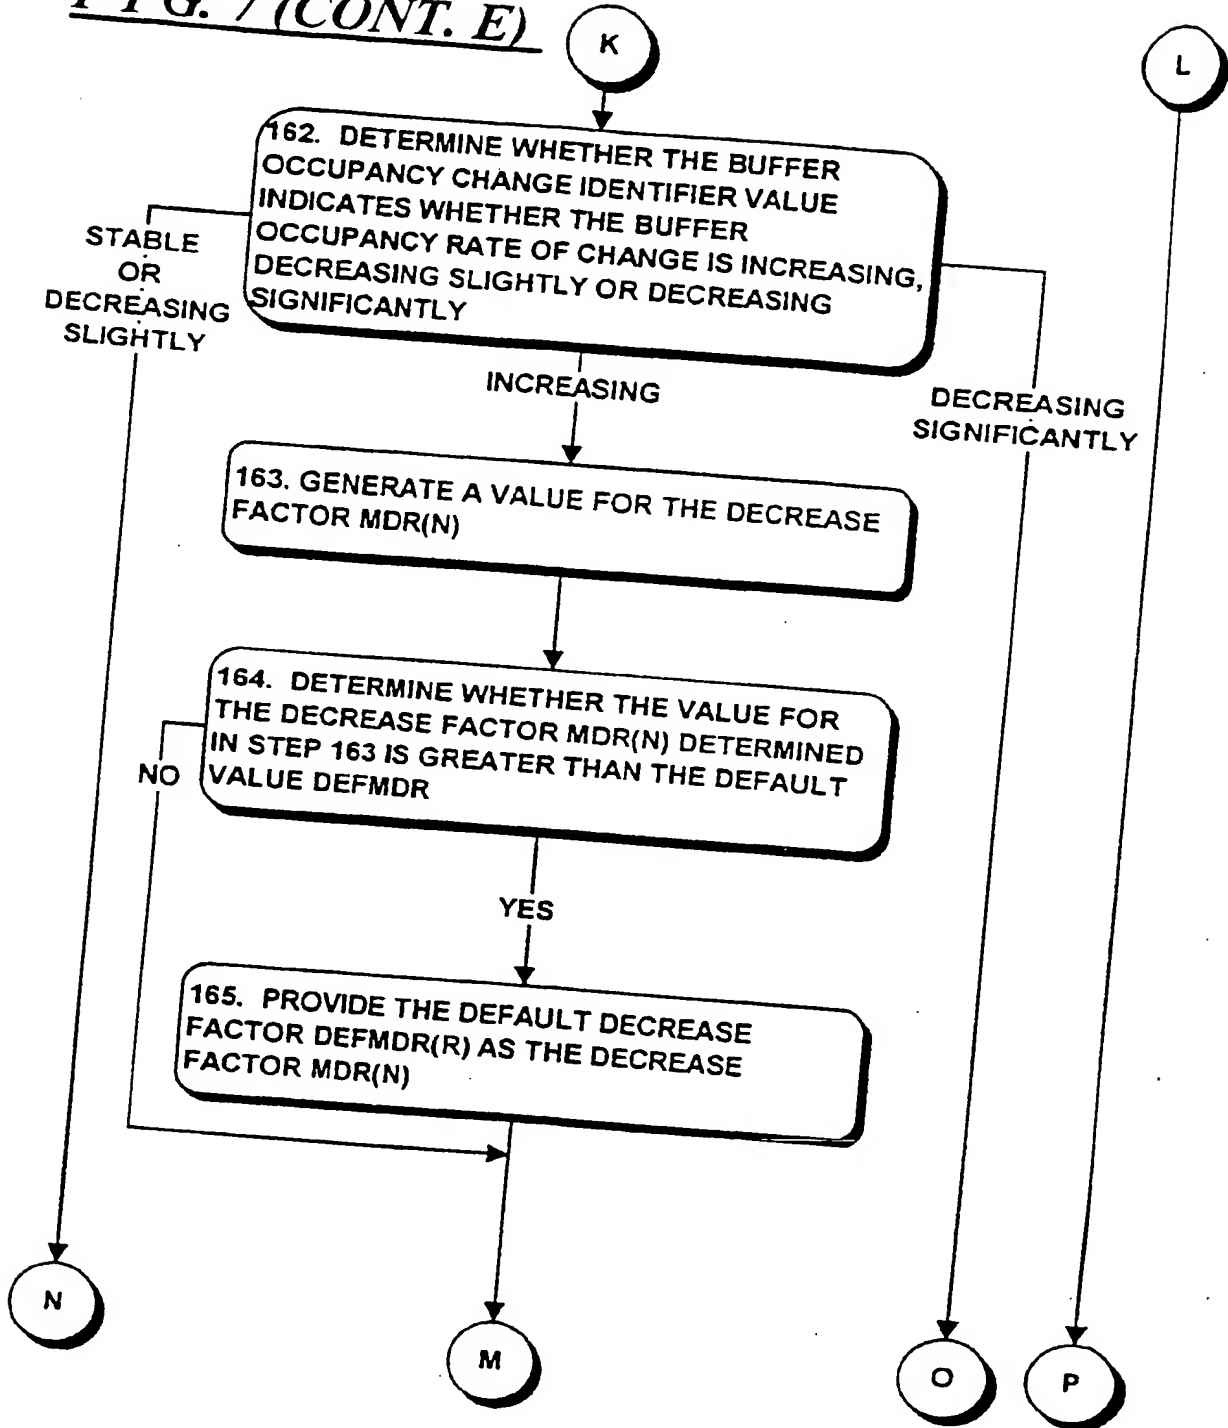 FIG. 7 (CONT. E)
K
L
162. DETERMINE WHETHER THE BUFFER
OCCUPANCY CHANGE IDENTIFIER VALUE
INDICATES WHETHER THE BUFFER
OCCUPANCY RATE OF CHANGE IS INCREASING,
DECREASING SLIGHTLY OR DECREASING
SIGNIFICANTLY
STABLE
OR
DECREASING
SLIGHTLY
INCREASING
DECREASING
SIGNIFICANTLY
163. GENERATE A VALUE FOR THE DECREASE
FACTOR MDR(N)
164. DETERMINE WHETHER THE VALUE FOR
THE DECREASE FACTOR MDR(N) DETERMINED
IN STEP 163 IS GREATER THAN THE DEFAULT
VALUE DEFMDR
NO
YES
165. PROVIDE THE DEFAULT DECREASE
FACTOR DEFMDR(R) AS THE DECREASE
FACTOR MDR(N)
N
M
O
P